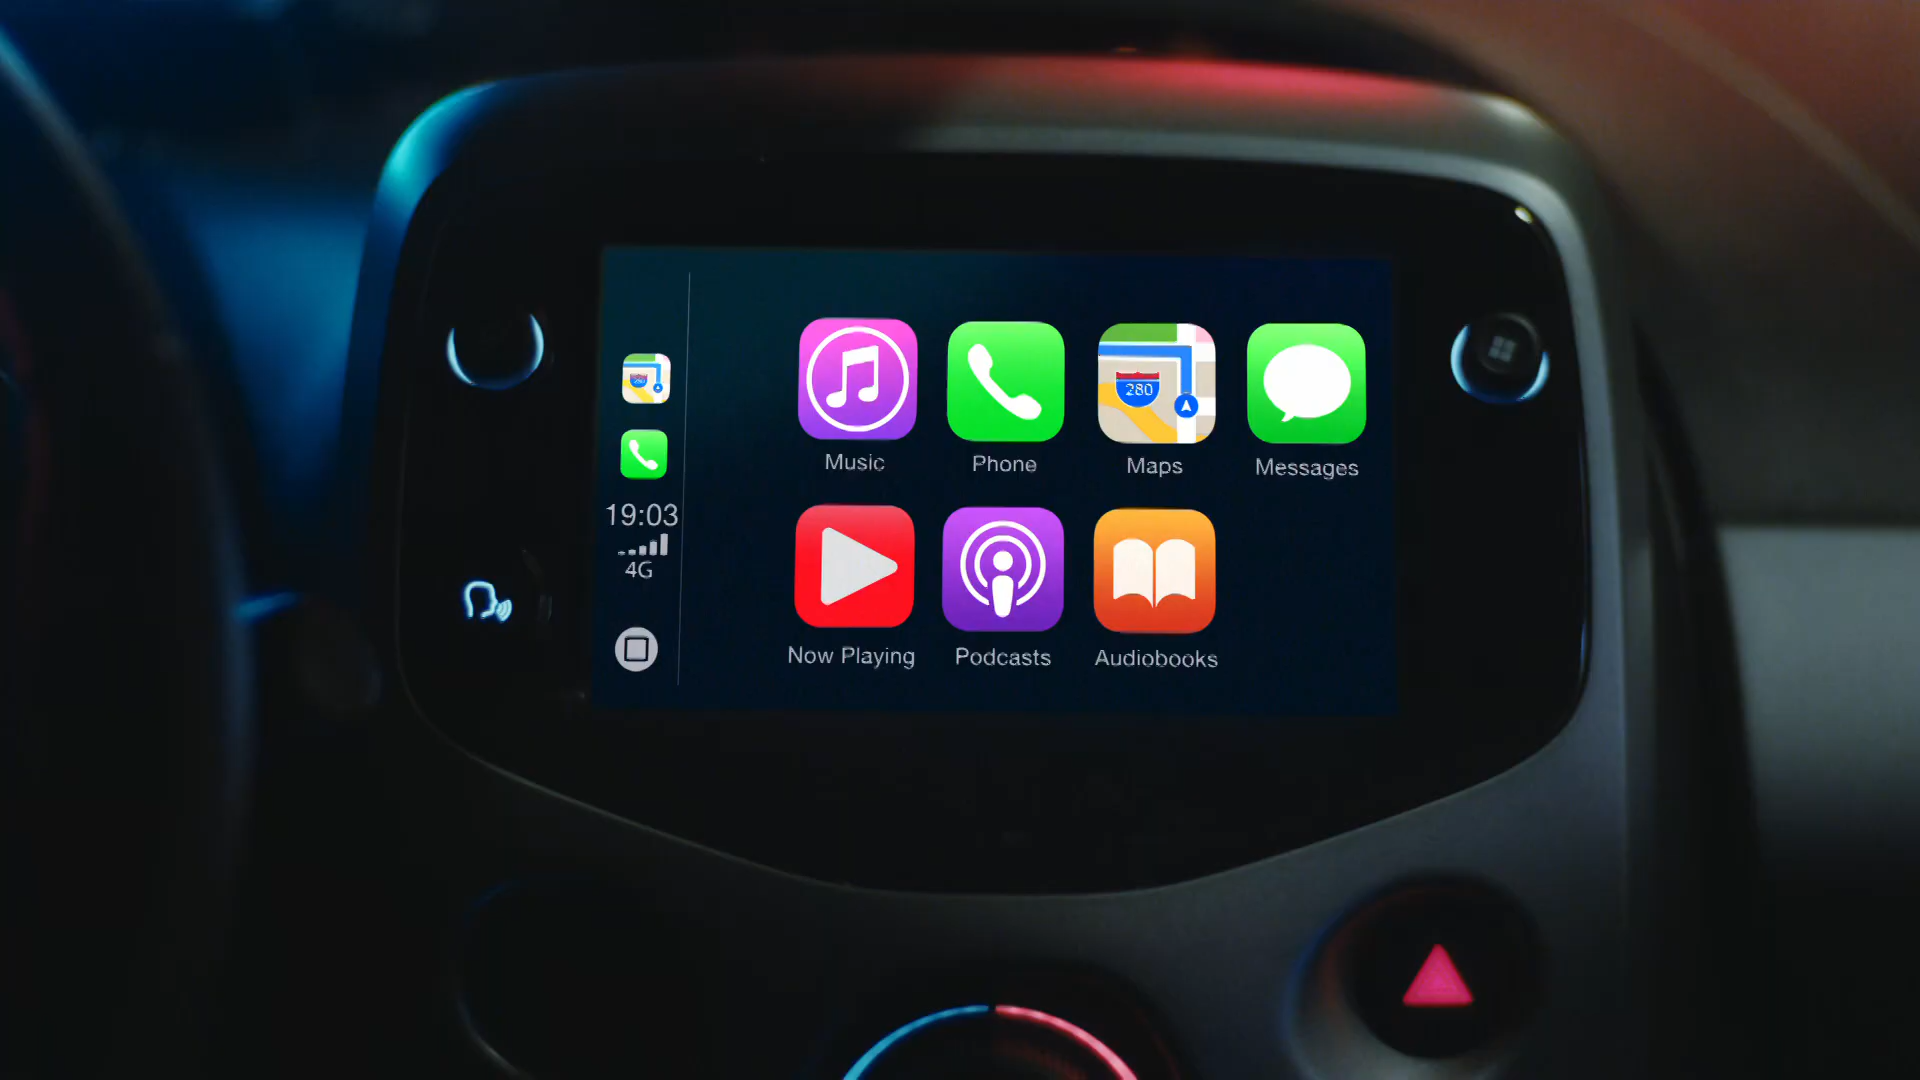 280
Music
Phone
Maps
Messages
19:03
4G
Now Playing
Podcasts
Audiobooks